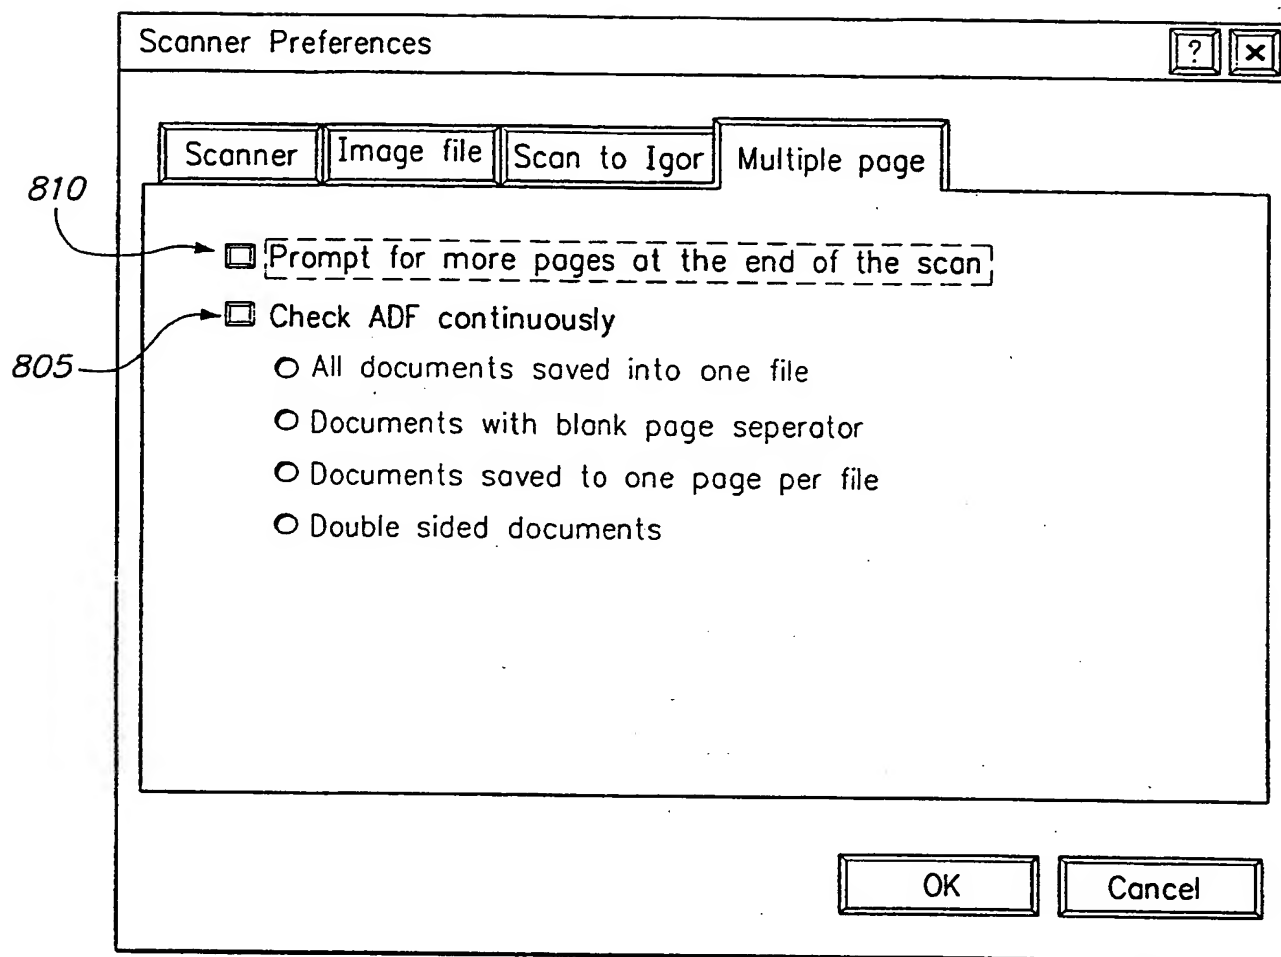 Scanner Preferences
? ×
Scanner Image file Scan to Igor Multiple page
810
Prompt for more pages at the end of the scan
Check ADF continuously
805
All documents saved into one file
Documents with blank page seperator
Documents saved to one page per file
Double sided documents
OK Cancel